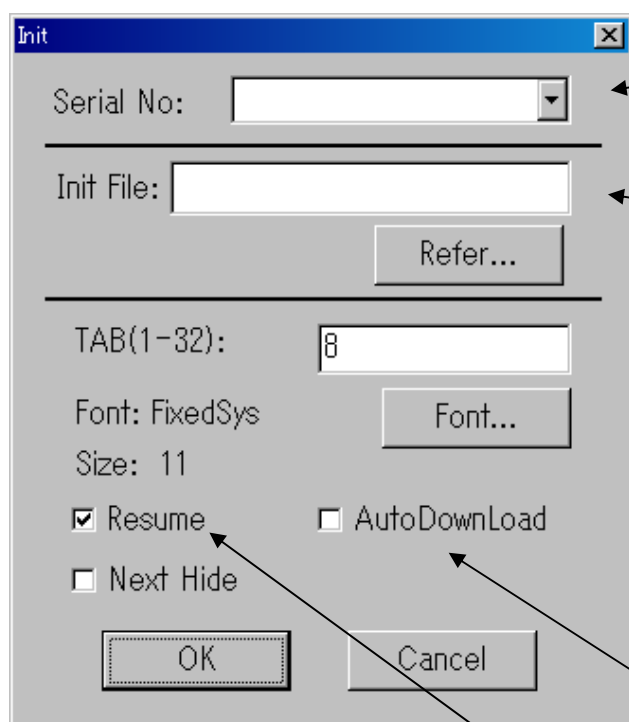 Init
Serial No:
Init File:
Refer...
TAB(1-32): 8
Font: FixedSys Font...
Size: 11
Resume AutoDownLoad
Next Hide
OK Cancel